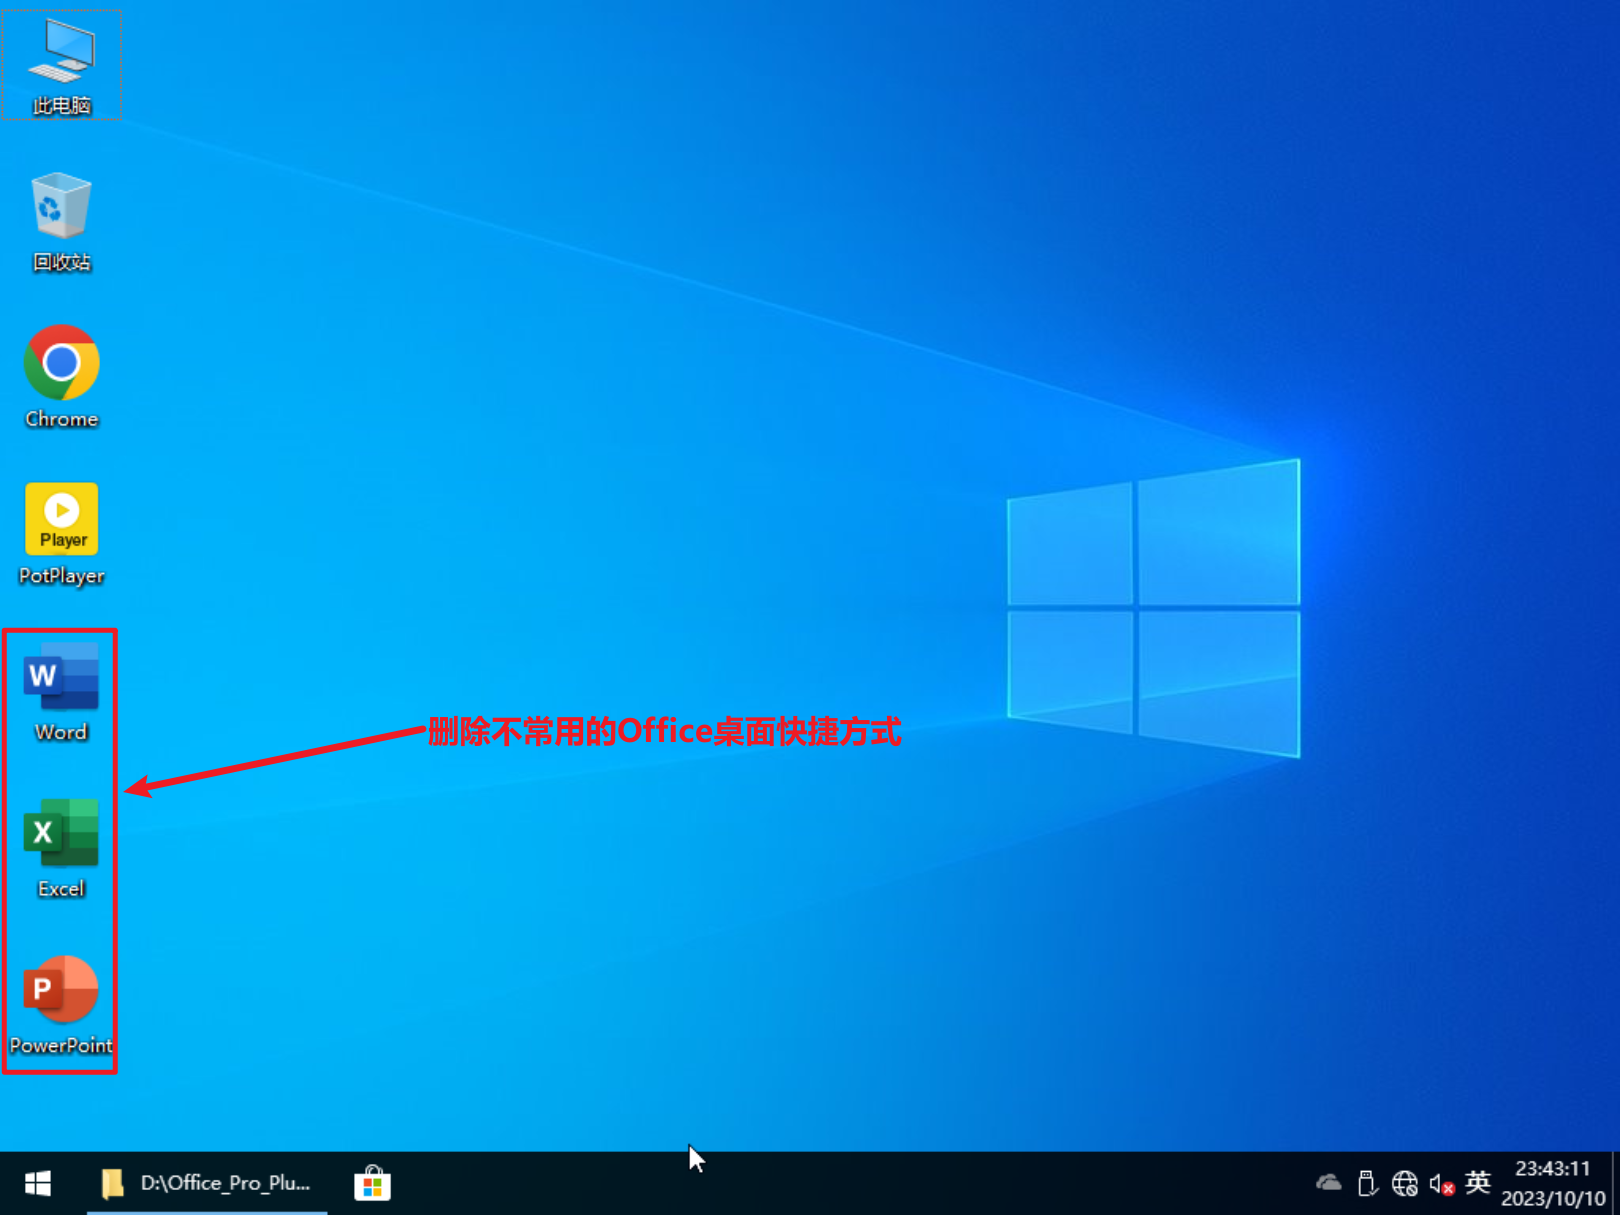 此电脑
回收站
Chrome
Player
PotPlayer
W
Word
删除不常用的Office桌面快捷方式
X
Excel
P
PowerPoint
D:\Office_Pro_Plu...
英
23:43:11
2023/10/10